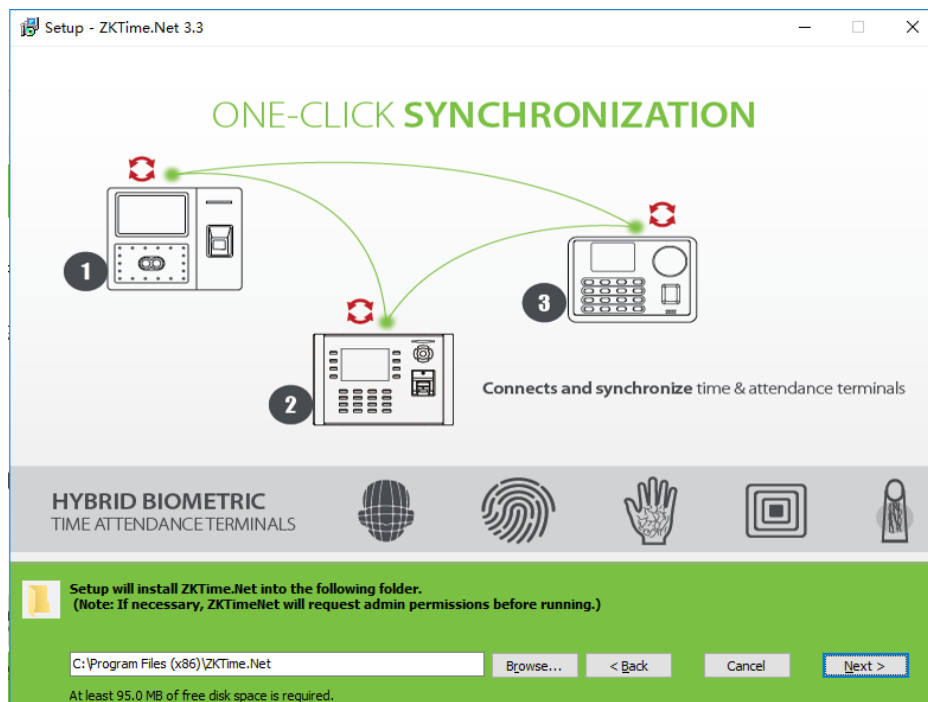 Setup - ZKTime.Net 3.3
ONE-CLICK SYNCHRONIZATION
1
3
2
Connects and synchronize time & attendance terminals
HYBRID BIOMETRIC
TIME ATTENDANCE TERMINALS
Setup will install ZKTime.Net into the following folder.
(Note: If necessary, ZKTimeNet will request admin permissions before running.)
C:\Program Files (x86)\ZKTime.Net
Browse...
< Back
Cancel
Next >
At least 95.0 MB of free disk space is required.